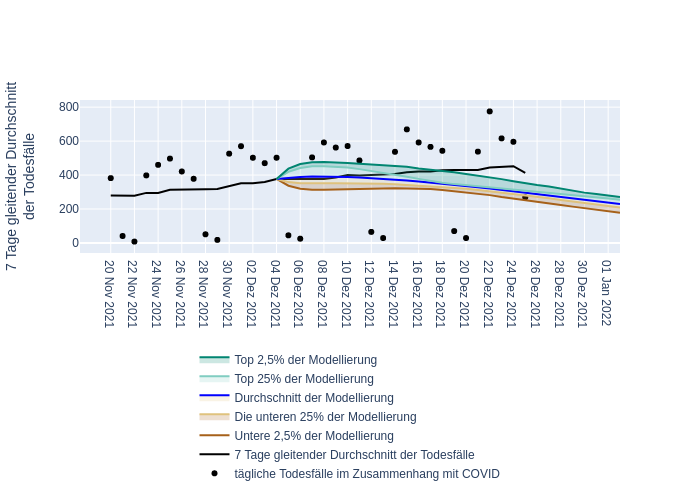 7 Tage gleitender Durchschnitt
der Todesfälle
800
600
400
200
0
20 Nov 2021
22 Nov 2021
24 Nov 2021
26 Nov 2021
28 Nov 2021
30 Nov 2021
02 Dez 2021
04 Dez 2021
06 Dez 2021
08 Dez 2021
10 Dez 2021
12 Dez 2021
14 Dez 2021
16 Dez 2021
18 Dez 2021
20 Dez 2021
22 Dez 2021
24 Dez 2021
26 Dez 2021
28 Dez 2021
30 Dez 2021
01 Jan 2022
Top 2,5% der Modellierung
Top 25% der Modellierung
Durchschnitt der Modellierung
Die unteren 25% der Modellierung
Untere 2,5% der Modellierung
7 Tage gleitender Durchschnitt der Todesfälle
tägliche Todesfälle im Zusammenhang mit COVID